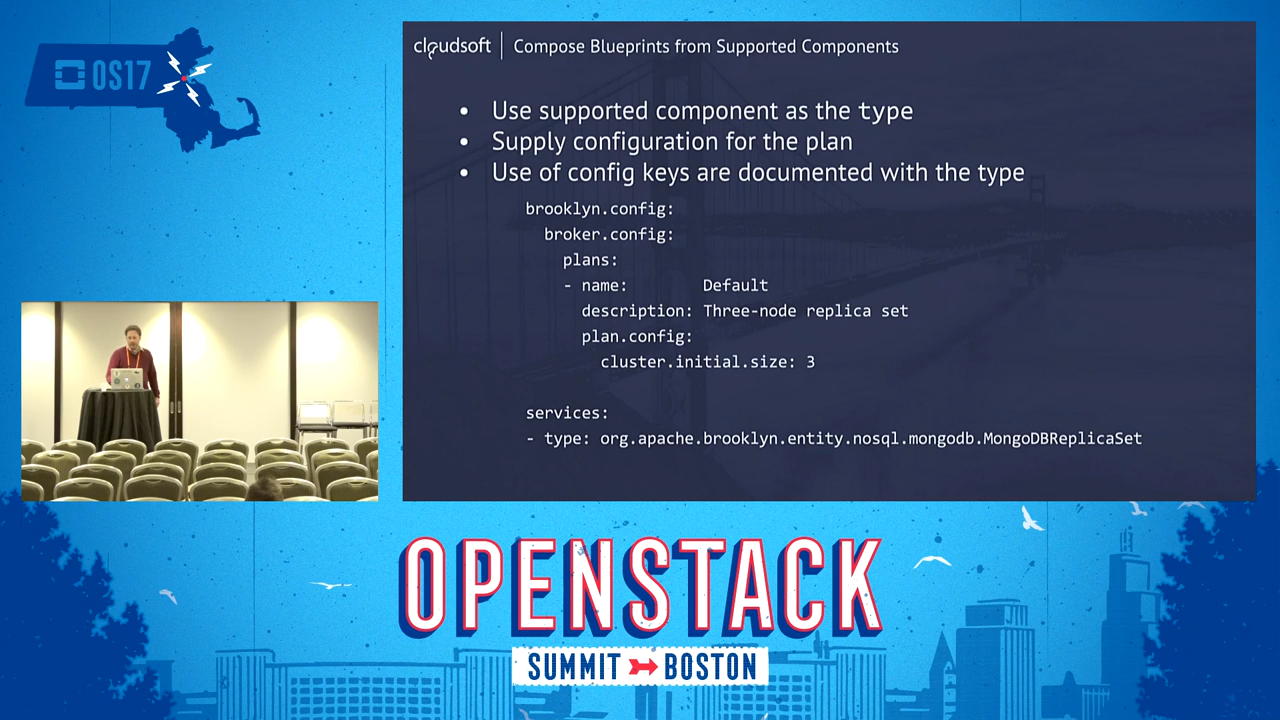 OS17
cloudsoft
Compose Blueprints from Supported Components
• Use supported component as the type
• Supply configuration for the plan
• Use of config keys are documented with the type
brooklyn.config:
broker.config:
plans:
- name: Default
description: Three-node replica set
plan.config:
cluster.initial.size: 3
services:
- type: org.apache.brooklyn.entity.nosql.mongodb.MongoDBReplicaSet
OPENSTACK
SUMMIT BOSTON